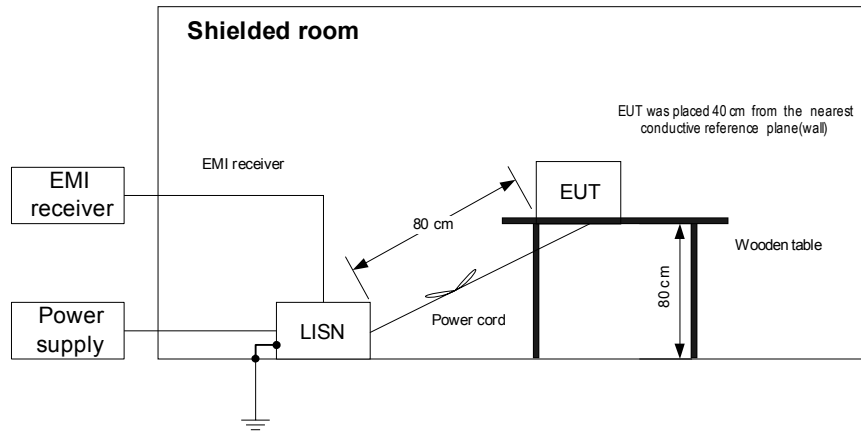 Shielded room
EUT was placed 40 cm from the nearest
conductive reference plane(wall)
EMI receiver
EMI
receiver
EUT
80 cm
Wooden table
80 cm
Power
supply
LISN
Power cord